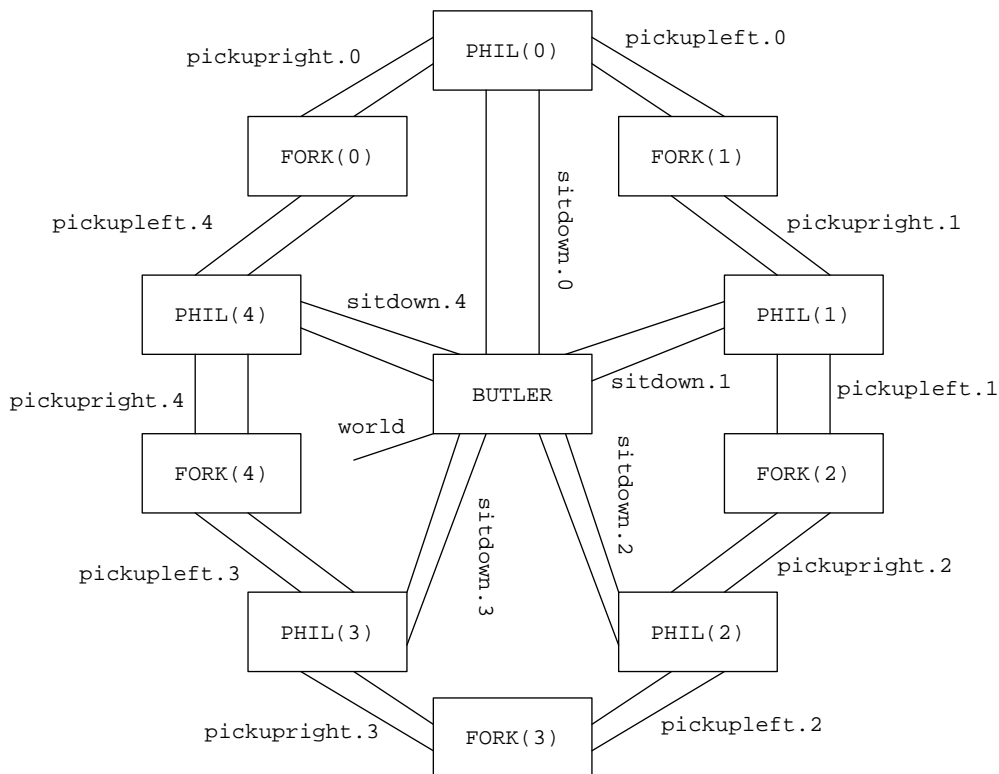 PHIL(0)
pickupleft.0
pickupright.0
FORK(0)
FORK(1)
sitdown.0
pickupleft.4
pickupright.1
PHIL(4)
sitdown.4
PHIL(1)
pickupright.4
BUTLER
sitdown.1
pickupleft.1
world
FORK(4)
sitdown.3
sitdown.2
FORK(2)
pickupleft.3
pickupright.2
PHIL(3)
PHIL(2)
pickupright.3
FORK(3)
pickupleft.2